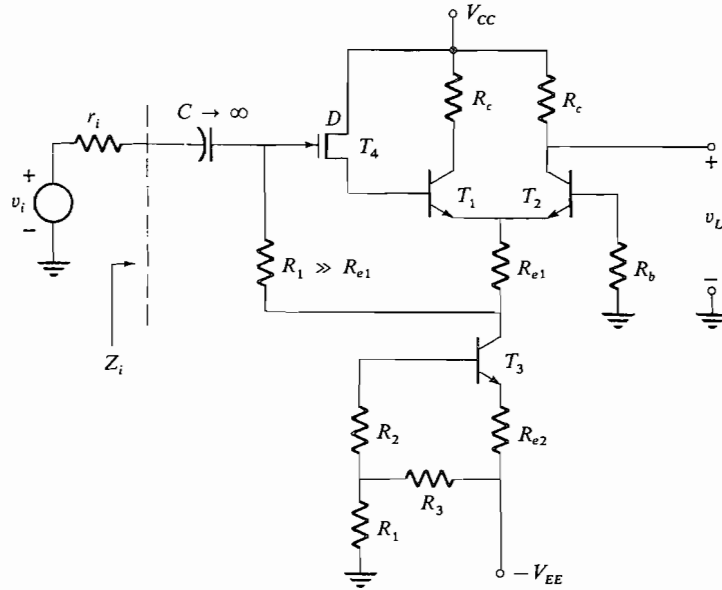 V_CC
R_c
R_c
C → ∞
r_i
D
T_4
+
v_i
−
T_1
T_2
+
v_L
−
R_1 ≫ R_e1
R_e1
R_b
Z_i
T_3
R_2
R_e2
R_3
R_1
−V_EE